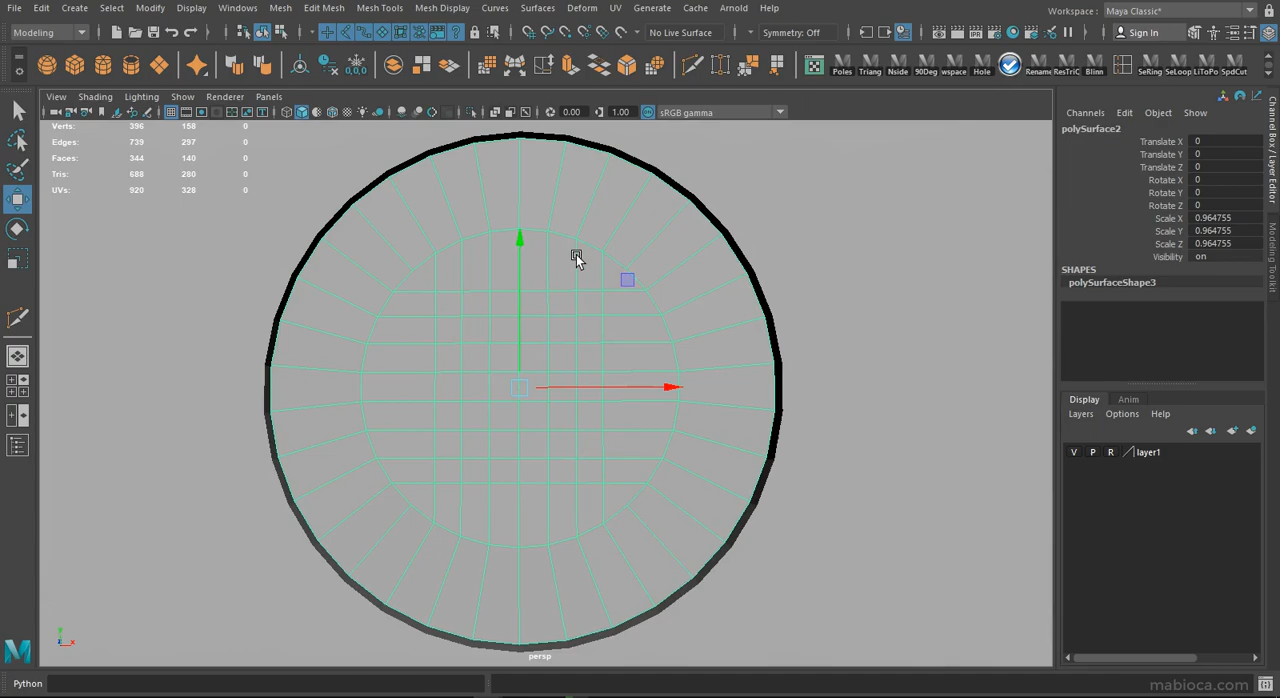 File Edit Create Select Modify Display Windows Mesh Edit Mesh Mesh Tools Mesh Display Curves Surfaces Deform UV Generate Cache Arnold Help
Workspace : Maya Classic*
Modeling
No Live Surface
Symmetry: Off
Sign In
Poles Triang Nside 90Deg wspace Hole Rename ResTriC Blinn SeRing SeLoop LiToPo SpdCut
View Shading Lighting Show Renderer Panels
0.00 1.00 sRGB gamma
Verts: 396 158 0
Edges: 739 297 0
Faces: 344 140 0
Tris: 688 280 0
UVs: 920 328 0
persp
y
x
Channels Edit Object Show
polySurface2
Translate X 0
Translate Y 0
Translate Z 0
Rotate X 0
Rotate Y 0
Rotate Z 0
Scale X 0.964755
Scale Y 0.964755
Scale Z 0.964755
Visibility on
SHAPES
polySurfaceShape3
Display Anim
Layers Options Help
V P R layer1
Channel Box / Layer Editor
Modeling Toolkit
Python
mabioca.com